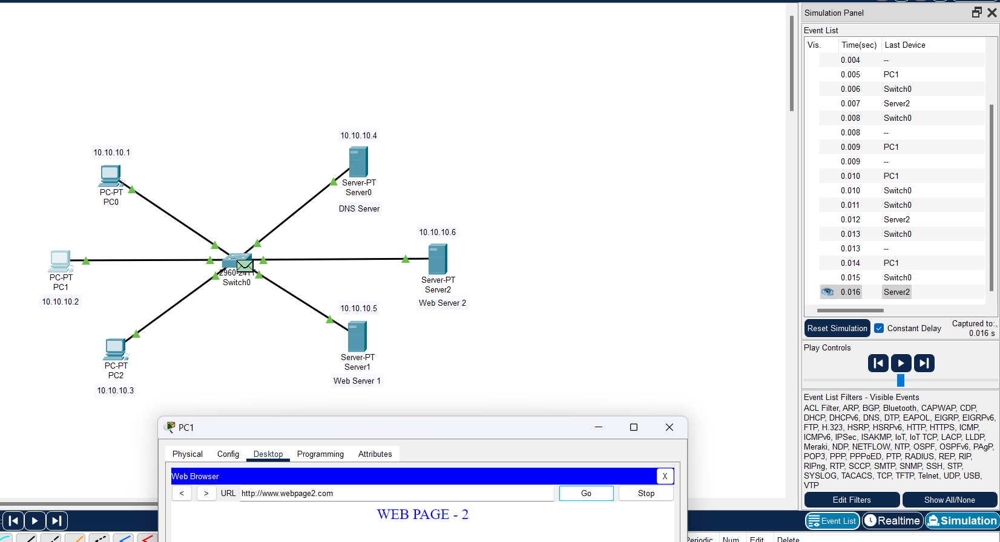 Simulation Panel
Event List
Vis. Time(sec) Last Device
0.004 --
0.005 PC1
0.006 Switch0
0.007 Server2
0.008 Switch0
0.008 --
0.009 PC1
0.009 --
0.010 PC1
0.010 Switch0
0.011 Switch0
0.012 Server2
0.013 Switch0
0.013 --
0.014 PC1
0.015 Switch0
0.016 Server2
Reset Simulation Constant Delay Captured to:
0.016 s
Play Controls
Event List Filters - Visible Events
ACL Filter, ARP, BGP, Bluetooth, CAPWAP, CDP,
DHCP, DHCPv6, DNS, DTP, EAPOL, EIGRP, EIGRPv6,
FTP, H.323, HSRP, HSRPv6, HTTP, HTTPS, ICMP,
ICMPv6, IPSec, ISAKMP, IoT, IoT TCP, LACP, LLDP,
Meraki, NDP, NETFLOW, NTP, OSPF, OSPFv6, PAgP,
POP3, PPP, PPPoED, PTP, RADIUS, REP, RIP,
RIPng, RTP, SCCP, SMTP, SNMP, SSH, STP,
SYSLOG, TACACS, TCP, TFTP, Telnet, UDP, USB,
VTP
Edit Filters Show All/None
Event List Realtime Simulation
10.10.10.1
PC-PT
PC0
10.10.10.4
Server-PT
Server0
DNS Server
PC-PT
PC1
10.10.10.2
Switch0
10.10.10.6
Server-PT
Server2
Web Server 2
PC-PT
PC2
10.10.10.3
10.10.10.5
Server-PT
Server1
Web Server 1
PC1
Physical Config Desktop Programming Attributes
Web Browser X
< > URL http://www.webpage2.com Go Stop
WEB PAGE - 2
Periodic Num Edit Delete